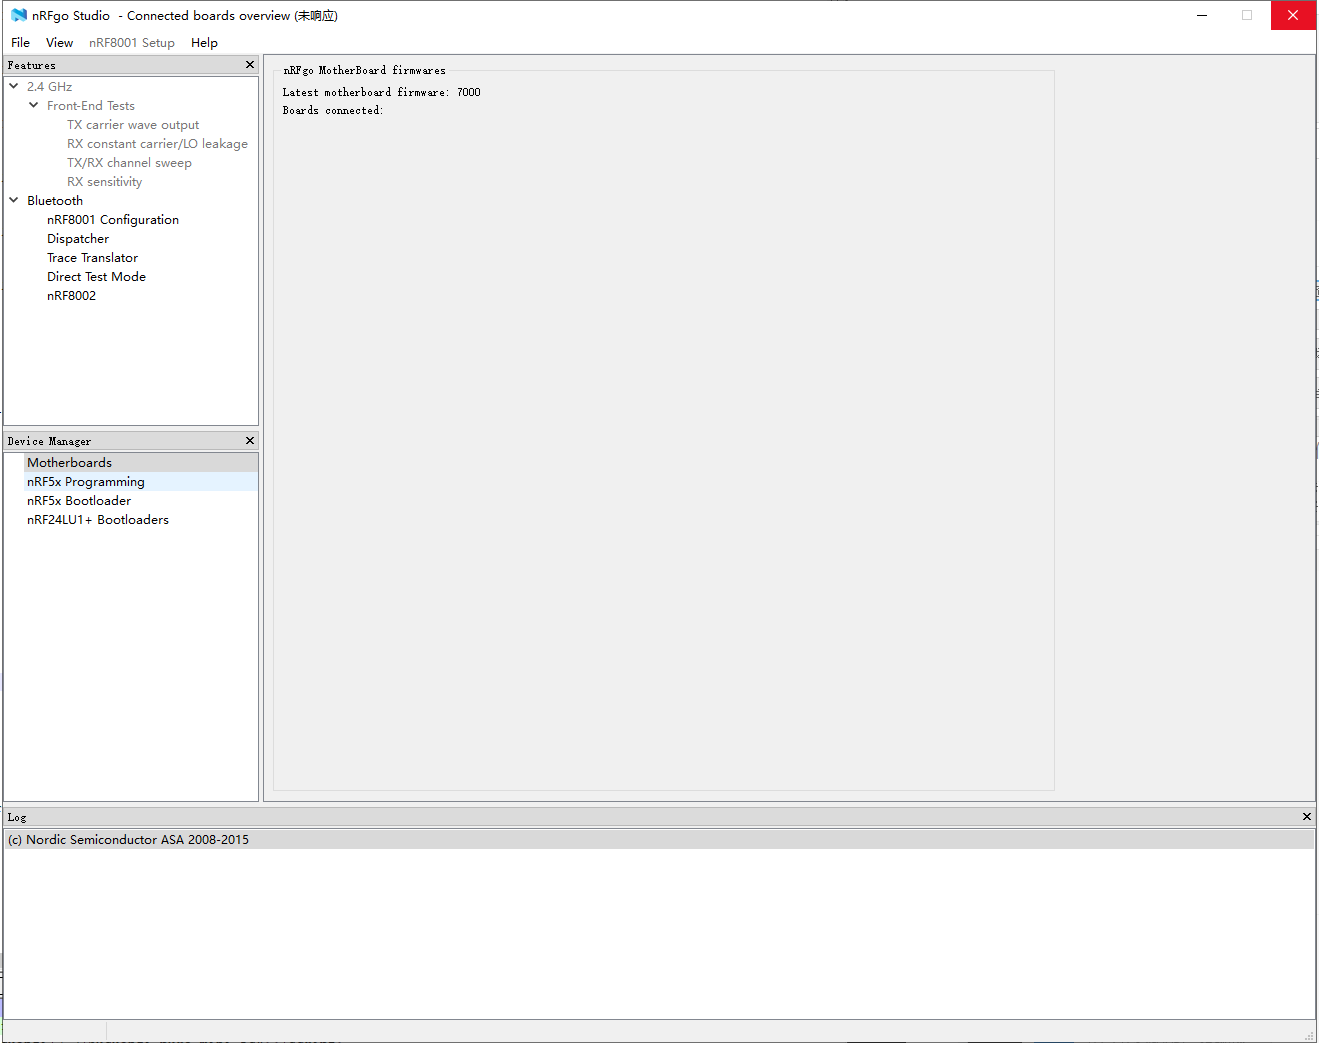 nRFgo Studio - Connected boards overview (未响应)
File View nRF8001 Setup Help
Features
2.4 GHz
Front-End Tests
TX carrier wave output
RX constant carrier/LO leakage
TX/RX channel sweep
RX sensitivity
Bluetooth
nRF8001 Configuration
Dispatcher
Trace Translator
Direct Test Mode
nRF8002
Device Manager
Motherboards
nRF5x Programming
nRF5x Bootloader
nRF24LU1+ Bootloaders
nRFgo MotherBoard firmwares
Latest motherboard firmware: 7000
Boards connected:
Log
(c) Nordic Semiconductor ASA 2008-2015